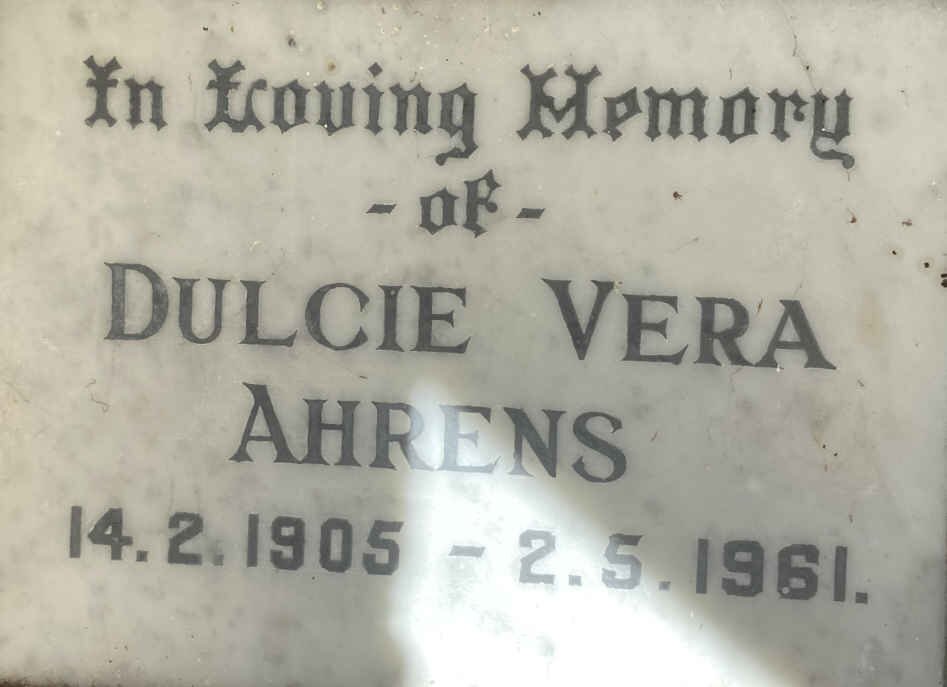 In Loving Memory
- of -
DULCIE VERA
AHRENS
14.2.1905 - 2.5.1961.